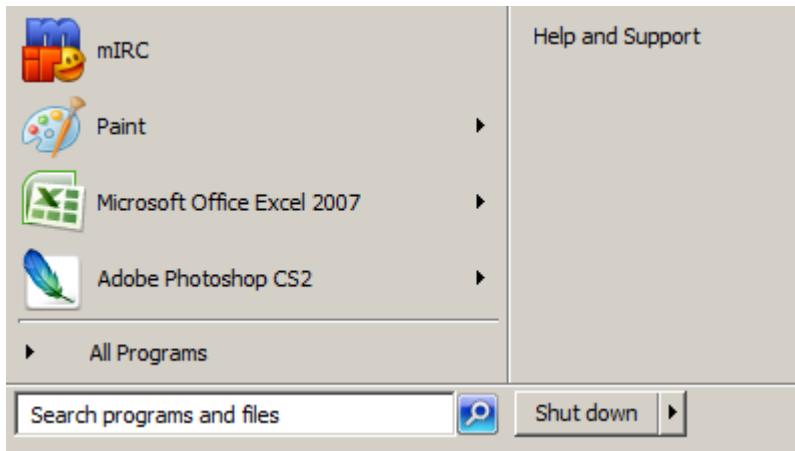 mIRC
Paint
Microsoft Office Excel 2007
Adobe Photoshop CS2
All Programs
Search programs and files
Help and Support
Shut down